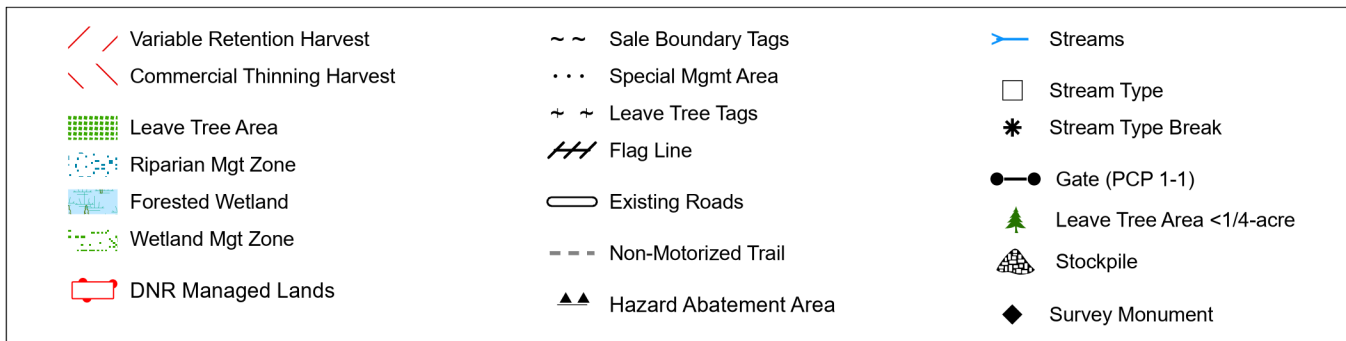 Variable Retention Harvest
Commercial Thinning Harvest
Leave Tree Area
Riparian Mgt Zone
Forested Wetland
Wetland Mgt Zone
DNR Managed Lands
Sale Boundary Tags
Special Mgmt Area
Leave Tree Tags
Flag Line
Existing Roads
Non-Motorized Trail
Hazard Abatement Area
Streams
Stream Type
Stream Type Break
Gate (PCP 1-1)
Leave Tree Area <1/4-acre
Stockpile
Survey Monument